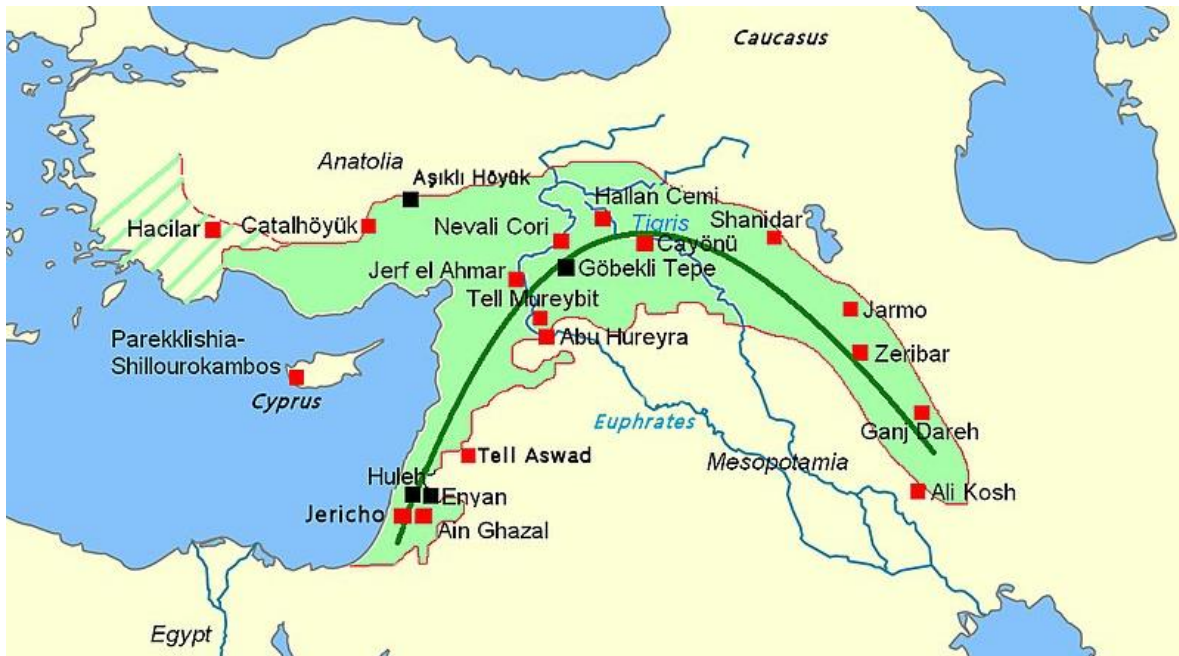 Caucasus
Anatolia
Aşıklı Höyük
Hallan Cemi
Hacilar
Catalhöyük
Nevali Cori
Tigris
Shanidar
Cayönü
Jerf el Ahmar
Göbekli Tepe
Tell Mureybit
Jarmo
Abu Hureyra
Parekklishia-
Shillourokambos
Zeribar
Cyprus
Euphrates
Ganj Dareh
Tell Aswad
Mesopotamia
Huleh
Enyan
Ali Kosh
Jericho
Ain Ghazal
Egypt